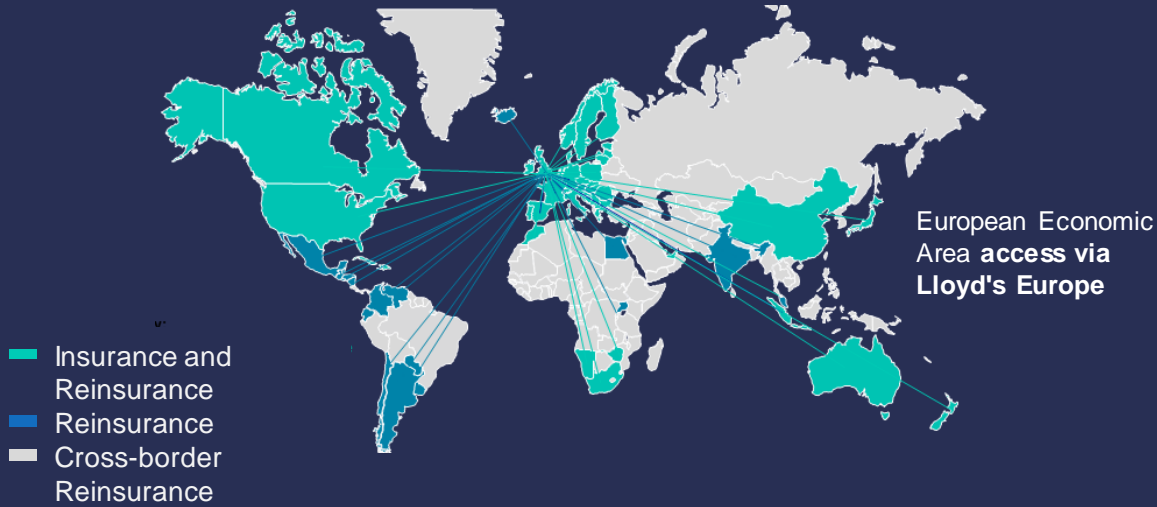 European Economic
Area access via
Lloyd's Europe
Insurance and
Reinsurance
Reinsurance
Cross-border
Reinsurance